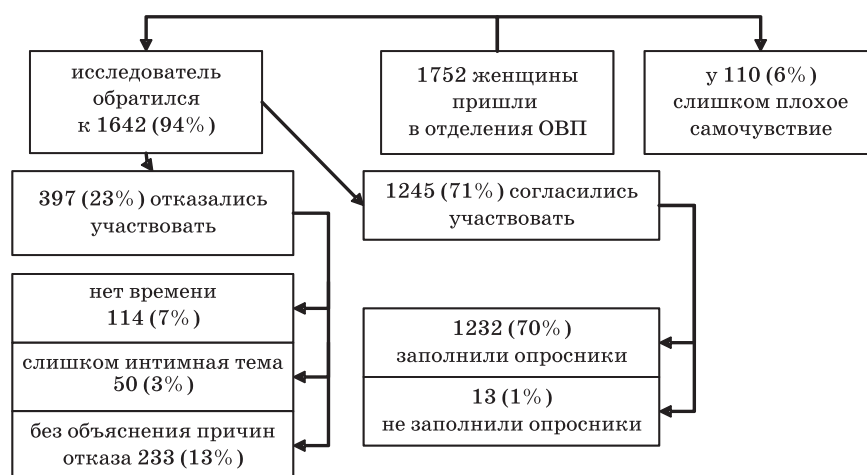 исследователь
обратился
к 1642 (94%)
1752 женщины
пришли
в отделения ОВП
у 110 (6%)
слишком плохое
самочувствие
397 (23%) отказались
участвовать
1245 (71%) согласились
участвовать
нет времени
114 (7%)
слишком интимная тема
50 (3%)
без объяснения причин
отказа 233 (13%)
1232 (70%)
заполнили опросники
13 (1%)
не заполнили опросники